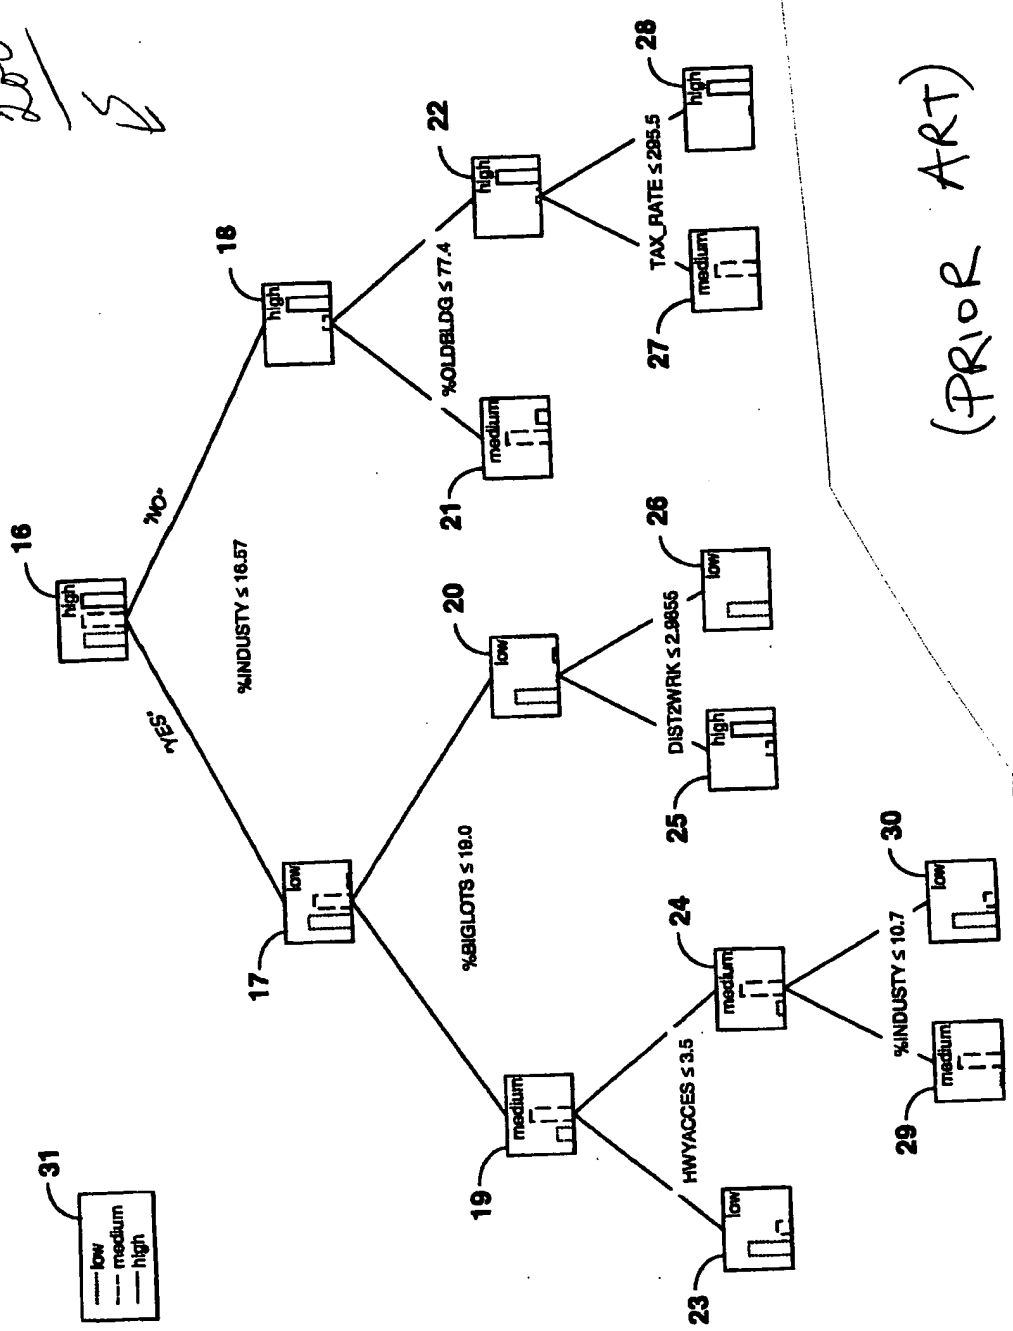 200
16
high
"YES"
"NO"
%INDUSTY ≤ 16.57
17
low
18
high
%BIGLOTS ≤ 19.0
%OLDBLDG ≤ 77.4
19
medium
20
low
21
medium
22
high
HWYACCES ≤ 3.5
DIST2WRK ≤ 2.9655
TAX_RATE ≤ 295.5
23
low
24
medium
25
high
26
low
27
medium
28
high
%INDUSTY ≤ 10.7
29
medium
30
low
31
low
medium
high
(PRIOR ART)